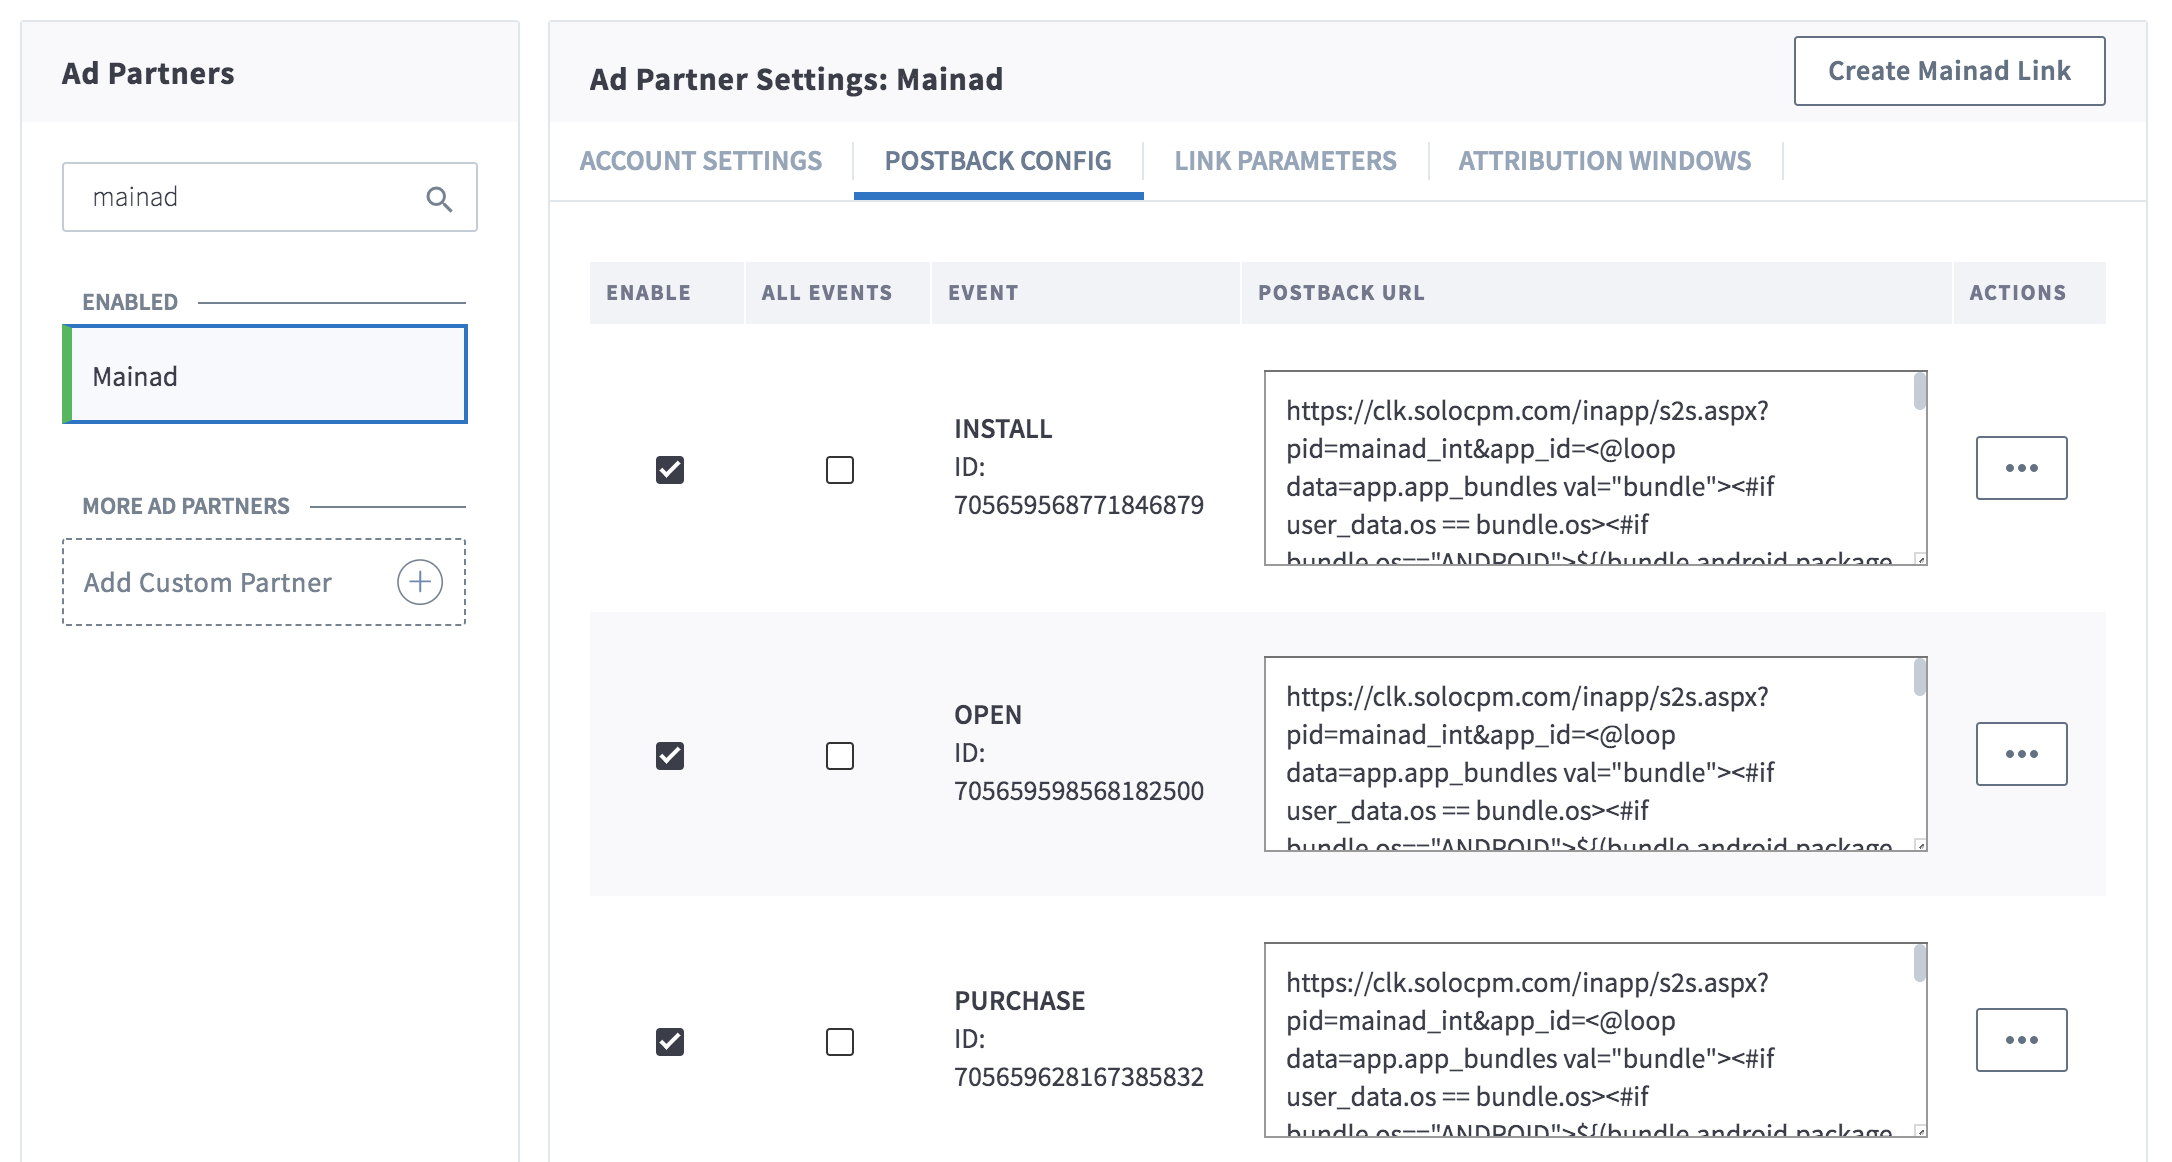 Ad Partners
mainad
ENABLED
Mainad
MORE AD PARTNERS
Add Custom Partner
Ad Partner Settings: Mainad
Create Mainad Link
ACCOUNT SETTINGS
POSTBACK CONFIG
LINK PARAMETERS
ATTRIBUTION WINDOWS
ENABLE
ALL EVENTS
EVENT
POSTBACK URL
ACTIONS
INSTALL
ID:
705659568771846879
https://clk.solocpm.com/inapp/s2s.aspx?
pid=mainad_int&app_id=<@loop
data=app.app_bundles val="bundle"><#if
user_data.os == bundle.os><#if
bundle.os=="ANDROID">${(bundle.android.package
OPEN
ID:
705659598568182500
https://clk.solocpm.com/inapp/s2s.aspx?
pid=mainad_int&app_id=<@loop
data=app.app_bundles val="bundle"><#if
user_data.os == bundle.os><#if
bundle.os=="ANDROID">${(bundle.android.package
PURCHASE
ID:
705659628167385832
https://clk.solocpm.com/inapp/s2s.aspx?
pid=mainad_int&app_id=<@loop
data=app.app_bundles val="bundle"><#if
user_data.os == bundle.os><#if
bundle.os=="ANDROID">${(bundle.android.package